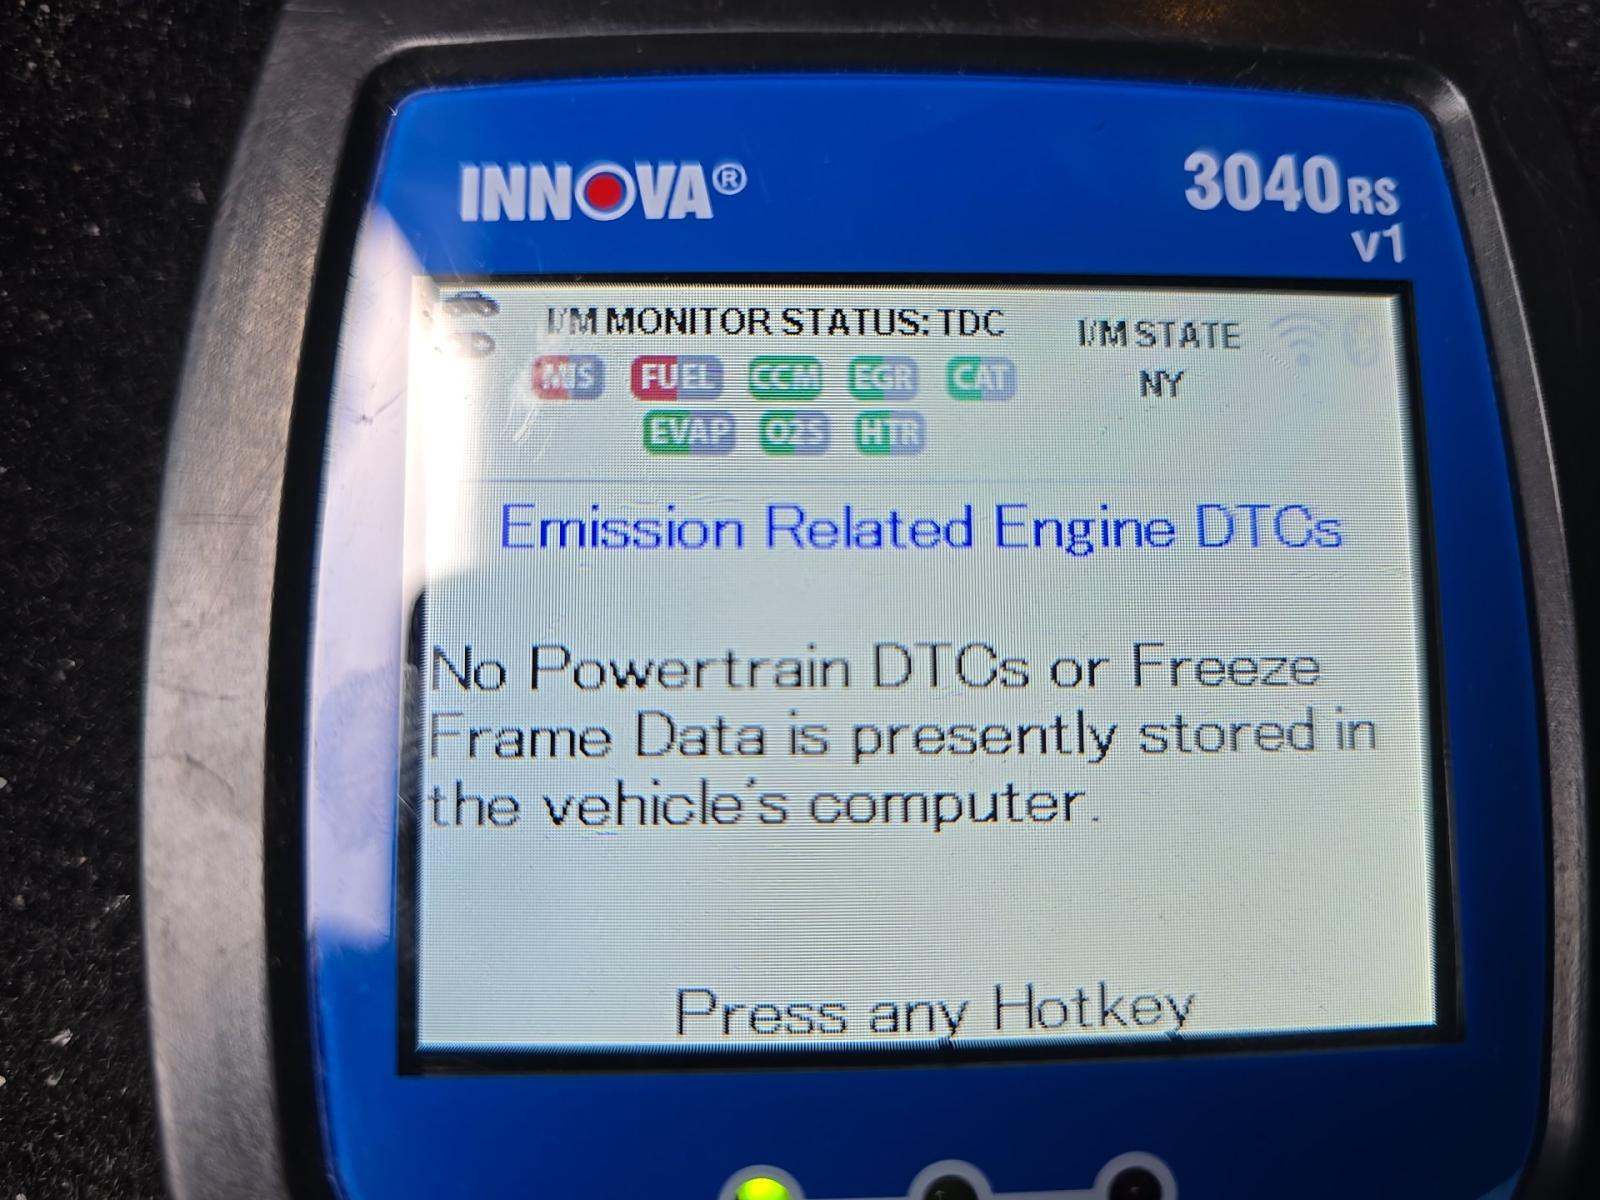 INNOVA®
3040RS
v1
I/M MONITOR STATUS: TDC
I/M STATE
NY
MIS FUEL CCM EGR CAT
EVAP O2S HTR
Emission Related Engine DTCs
No Powertrain DTCs or Freeze
Frame Data is presently stored in
the vehicle's computer.
Press any Hotkey